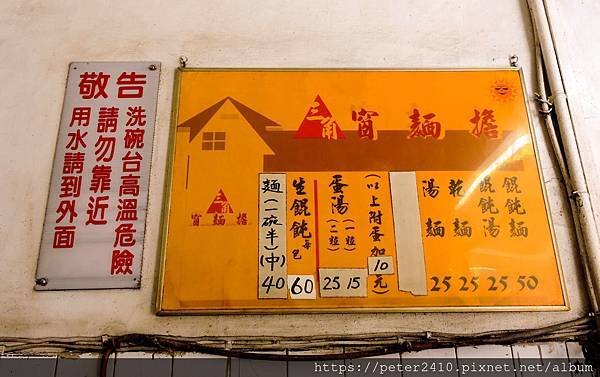 敬告
洗碗台高溫危險
請勿靠近
用水請到外面
三角窗麵擔
餛飩麵 50
餛飩湯 25
乾麵 25
湯麵 25
(以上附蛋加10元)
蛋湯 (一粒) 15
(二粒) 25
生餛飩每包 60
麵(一碗半)(中) 40
三角
窗麵擔
https://peter2410.pixnet.net/album